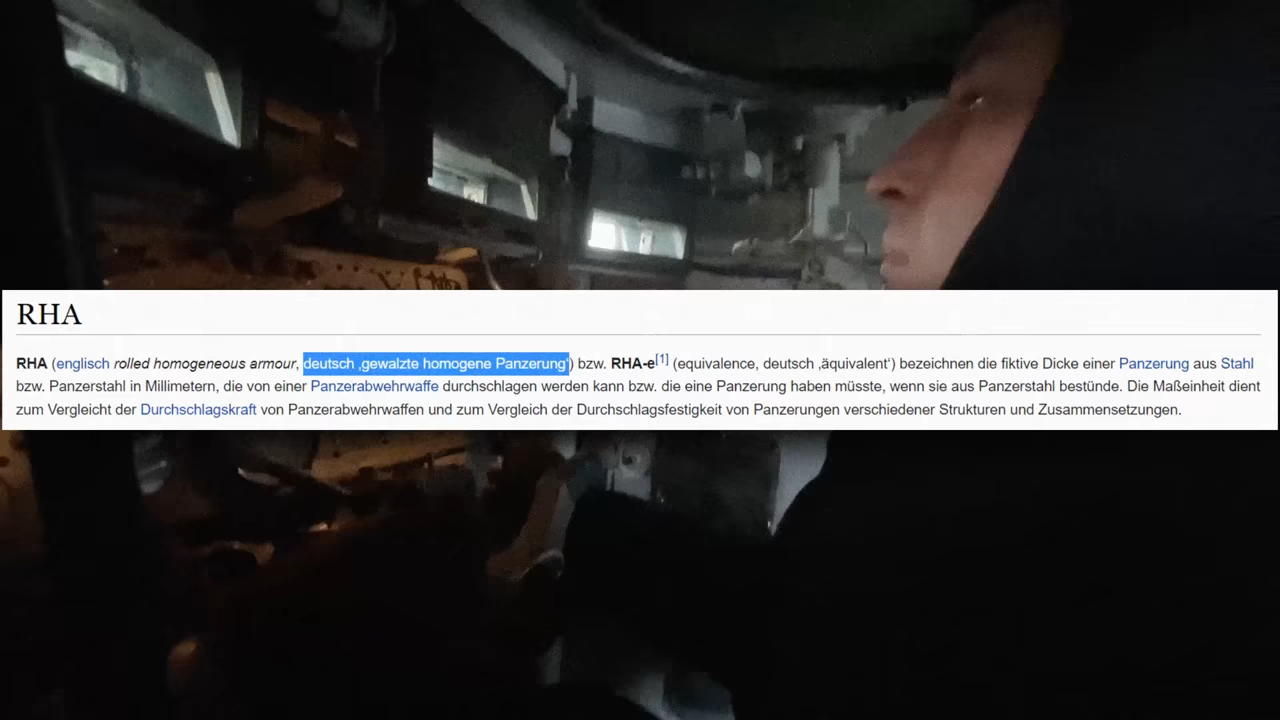 RHA
RHA (englisch rolled homogeneous armour, deutsch ‚gewalzte homogene Panzerung‘) bzw. RHA-e[1] (equivalence, deutsch ‚äquivalent‘) bezeichnen die fiktive Dicke einer Panzerung aus Stahl
bzw. Panzerstahl in Millimetern, die von einer Panzerabwehrwaffe durchschlagen werden kann bzw. die eine Panzerung haben müsste, wenn sie aus Panzerstahl bestünde. Die Maßeinheit dient
zum Vergleich der Durchschlagskraft von Panzerabwehrwaffen und zum Vergleich der Durchschlagsfestigkeit von Panzerungen verschiedener Strukturen und Zusammensetzungen.